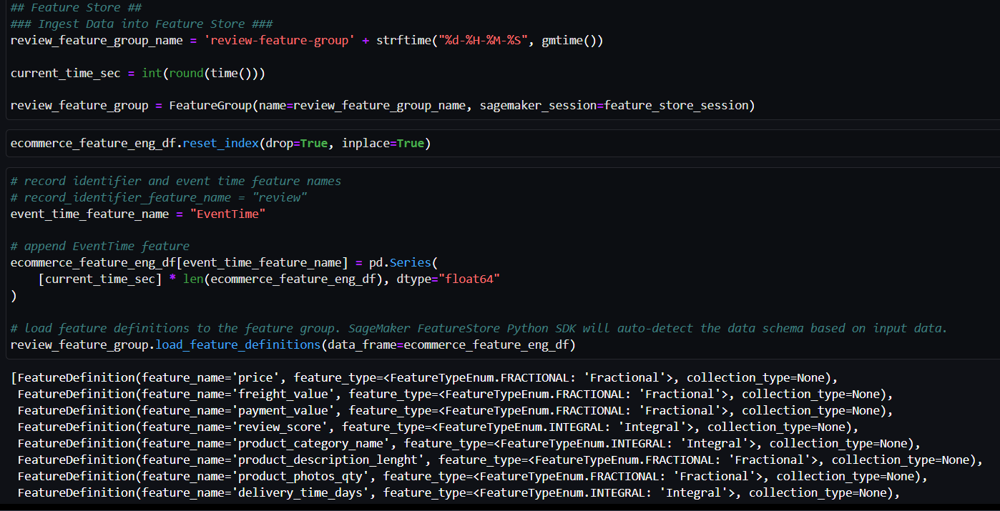 ## Feature Store ##
### Ingest Data into Feature Store ###
review_feature_group_name = 'review-feature-group' + strftime("%d-%H-%M-%S", gmtime())
current_time_sec = int(round(time()))
review_feature_group = FeatureGroup(name=review_feature_group_name, sagemaker_session=feature_store_session)
ecommerce_feature_eng_df.reset_index(drop=True, inplace=True)
# record identifier and event time feature names
# record_identifier_feature_name = "review"
event_time_feature_name = "EventTime"
# append EventTime feature
ecommerce_feature_eng_df[event_time_feature_name] = pd.Series(
    [current_time_sec] * len(ecommerce_feature_eng_df), dtype="float64"
)
# load feature definitions to the feature group. SageMaker FeatureStore Python SDK will auto-detect the data schema based on input data.
review_feature_group.load_feature_definitions(data_frame=ecommerce_feature_eng_df)
[FeatureDefinition(feature_name='price', feature_type=<FeatureTypeEnum.FRACTIONAL: 'Fractional'>, collection_type=None),
 FeatureDefinition(feature_name='freight_value', feature_type=<FeatureTypeEnum.FRACTIONAL: 'Fractional'>, collection_type=None),
 FeatureDefinition(feature_name='payment_value', feature_type=<FeatureTypeEnum.FRACTIONAL: 'Fractional'>, collection_type=None),
 FeatureDefinition(feature_name='review_score', feature_type=<FeatureTypeEnum.INTEGRAL: 'Integral'>, collection_type=None),
 FeatureDefinition(feature_name='product_category_name', feature_type=<FeatureTypeEnum.INTEGRAL: 'Integral'>, collection_type=None),
 FeatureDefinition(feature_name='product_description_lenght', feature_type=<FeatureTypeEnum.FRACTIONAL: 'Fractional'>, collection_type=None),
 FeatureDefinition(feature_name='product_photos_qty', feature_type=<FeatureTypeEnum.FRACTIONAL: 'Fractional'>, collection_type=None),
 FeatureDefinition(feature_name='delivery_time_days', feature_type=<FeatureTypeEnum.INTEGRAL: 'Integral'>, collection_type=None),